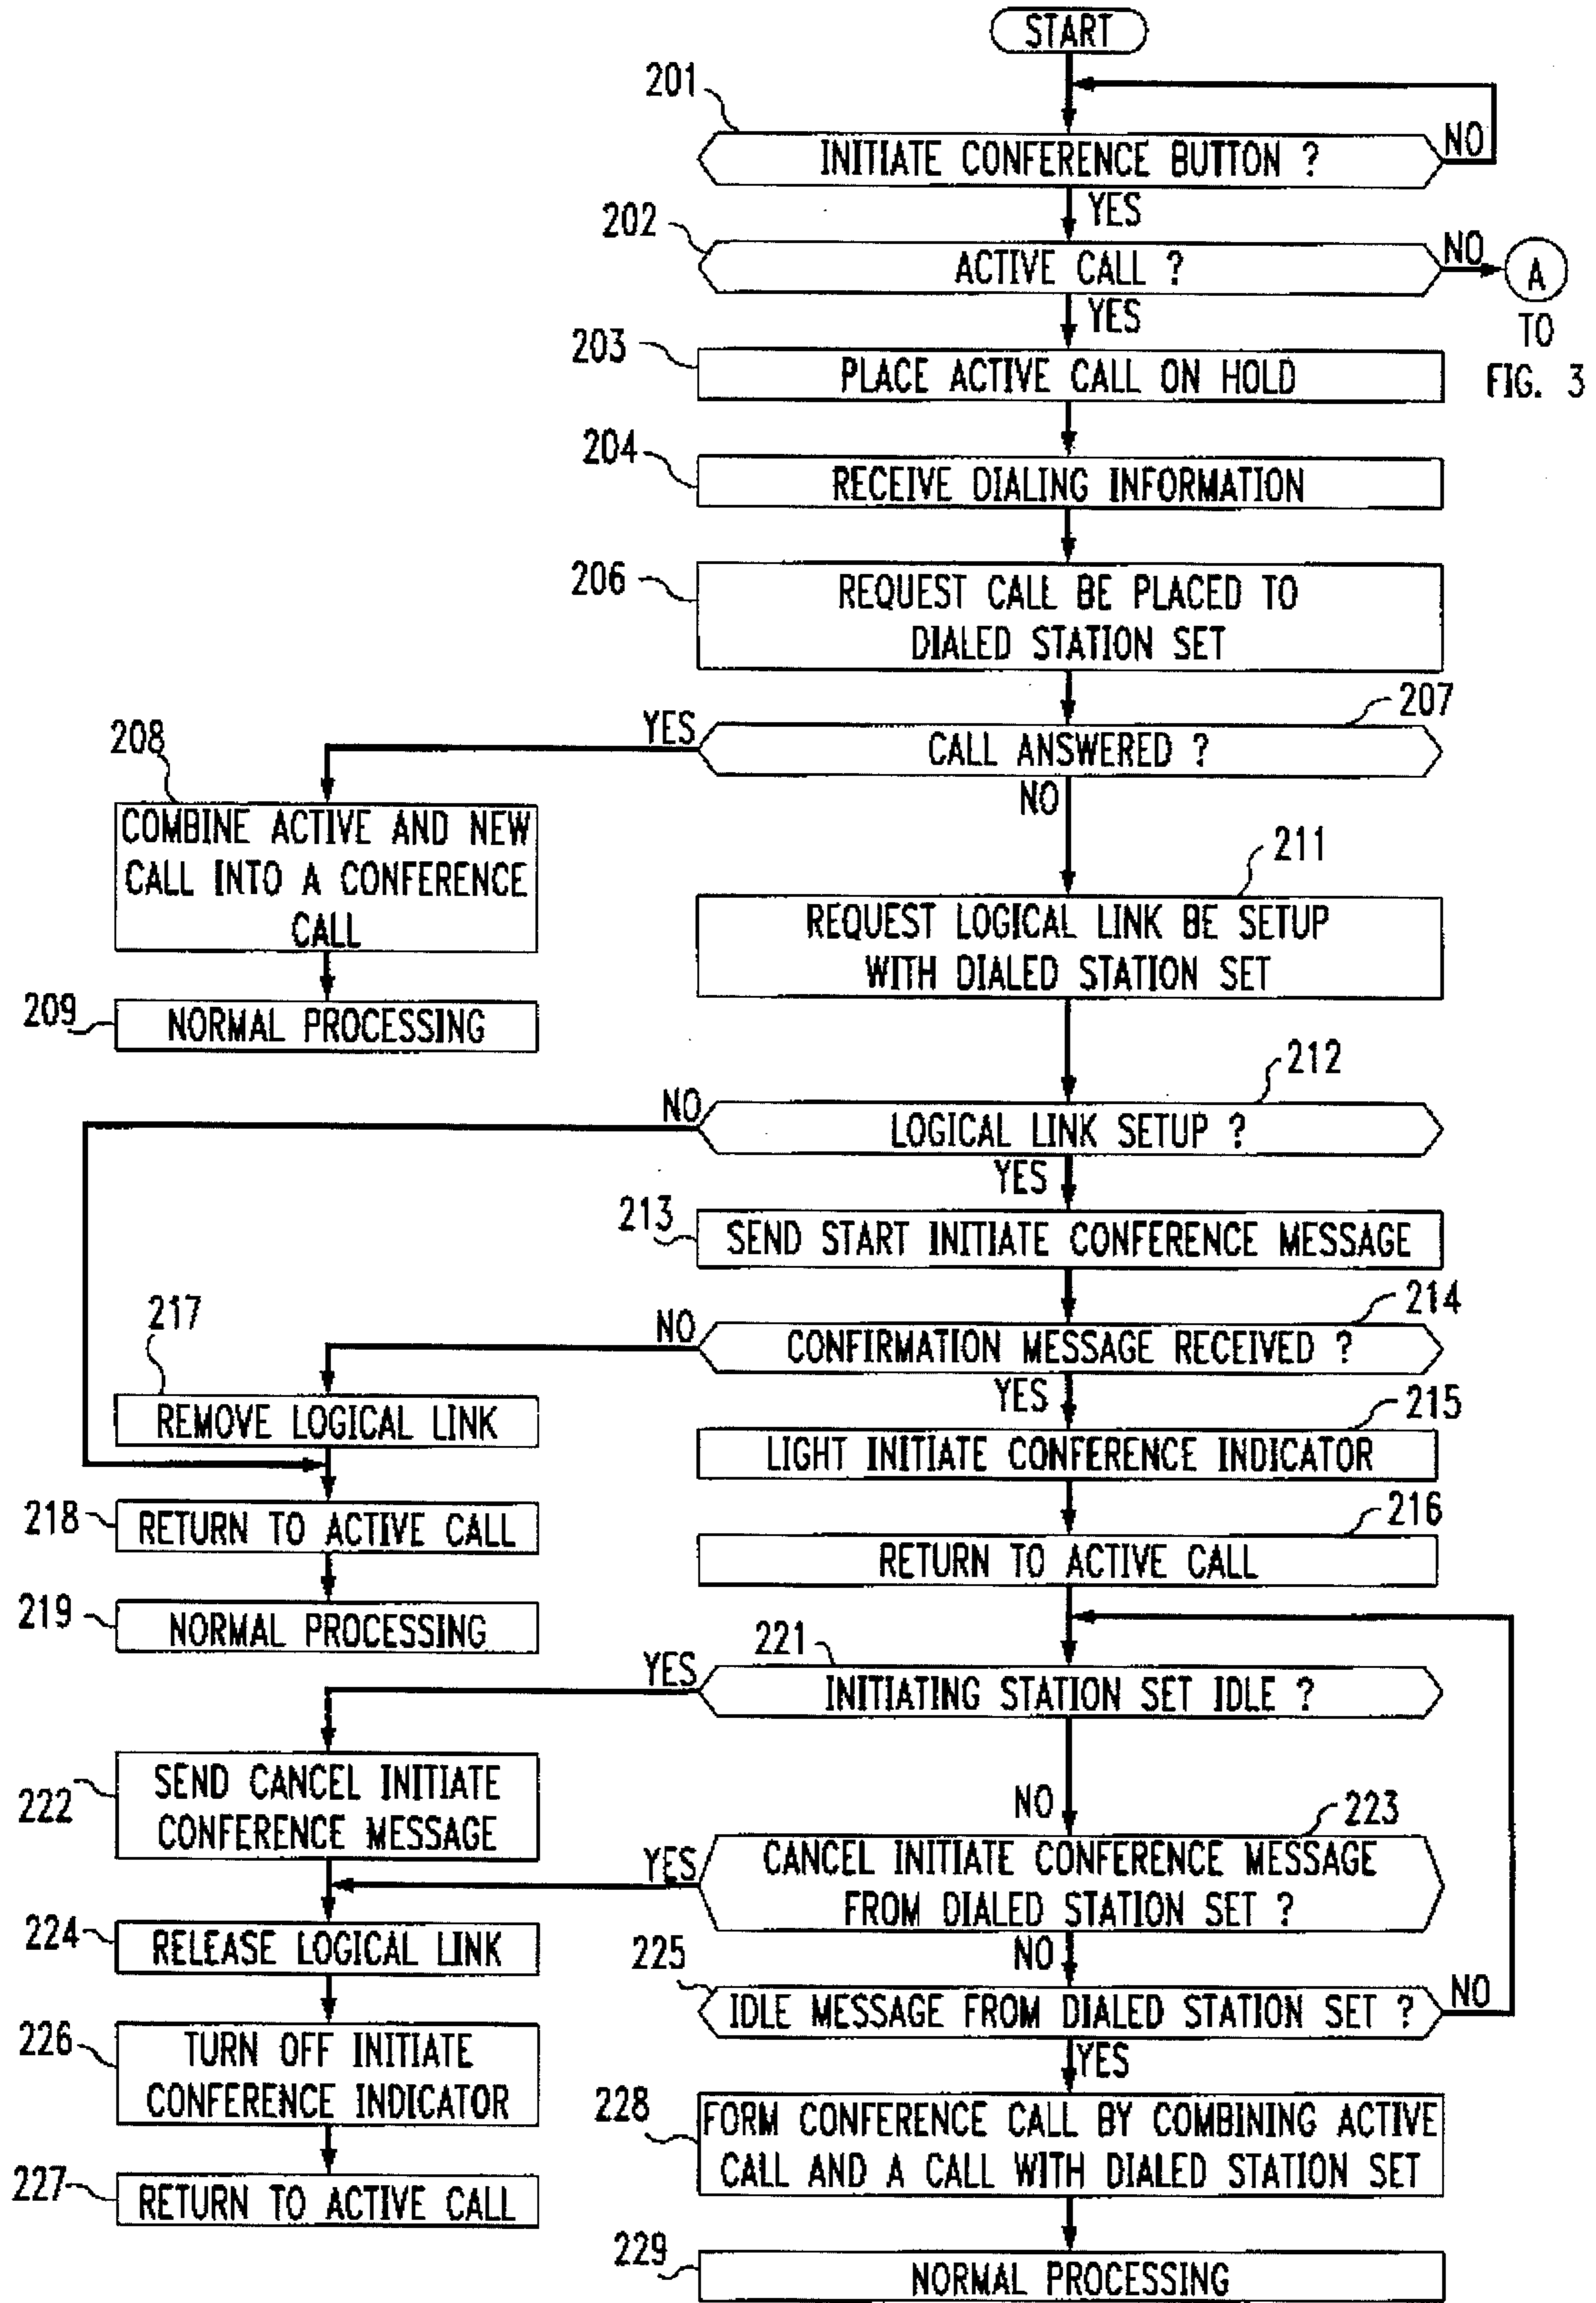 START
201
INITIATE CONFERENCE BUTTON ?
NO
YES
202
ACTIVE CALL ?
NO
A
TO
FIG. 3
YES
203
PLACE ACTIVE CALL ON HOLD
204
RECEIVE DIALING INFORMATION
206
REQUEST CALL BE PLACED TO
DIALED STATION SET
207
CALL ANSWERED ?
YES
NO
208
COMBINE ACTIVE AND NEW
CALL INTO A CONFERENCE
CALL
209
NORMAL PROCESSING
211
REQUEST LOGICAL LINK BE SETUP
WITH DIALED STATION SET
212
LOGICAL LINK SETUP ?
NO
YES
213
SEND START INITIATE CONFERENCE MESSAGE
214
CONFIRMATION MESSAGE RECEIVED ?
NO
YES
217
REMOVE LOGICAL LINK
215
LIGHT INITIATE CONFERENCE INDICATOR
218
RETURN TO ACTIVE CALL
216
RETURN TO ACTIVE CALL
219
NORMAL PROCESSING
221
INITIATING STATION SET IDLE ?
YES
NO
222
SEND CANCEL INITIATE
CONFERENCE MESSAGE
223
CANCEL INITIATE CONFERENCE MESSAGE
FROM DIALED STATION SET ?
YES
NO
224
RELEASE LOGICAL LINK
225
IDLE MESSAGE FROM DIALED STATION SET ?
NO
YES
226
TURN OFF INITIATE
CONFERENCE INDICATOR
227
RETURN TO ACTIVE CALL
228
FORM CONFERENCE CALL BY COMBINING ACTIVE
CALL AND A CALL WITH DIALED STATION SET
229
NORMAL PROCESSING